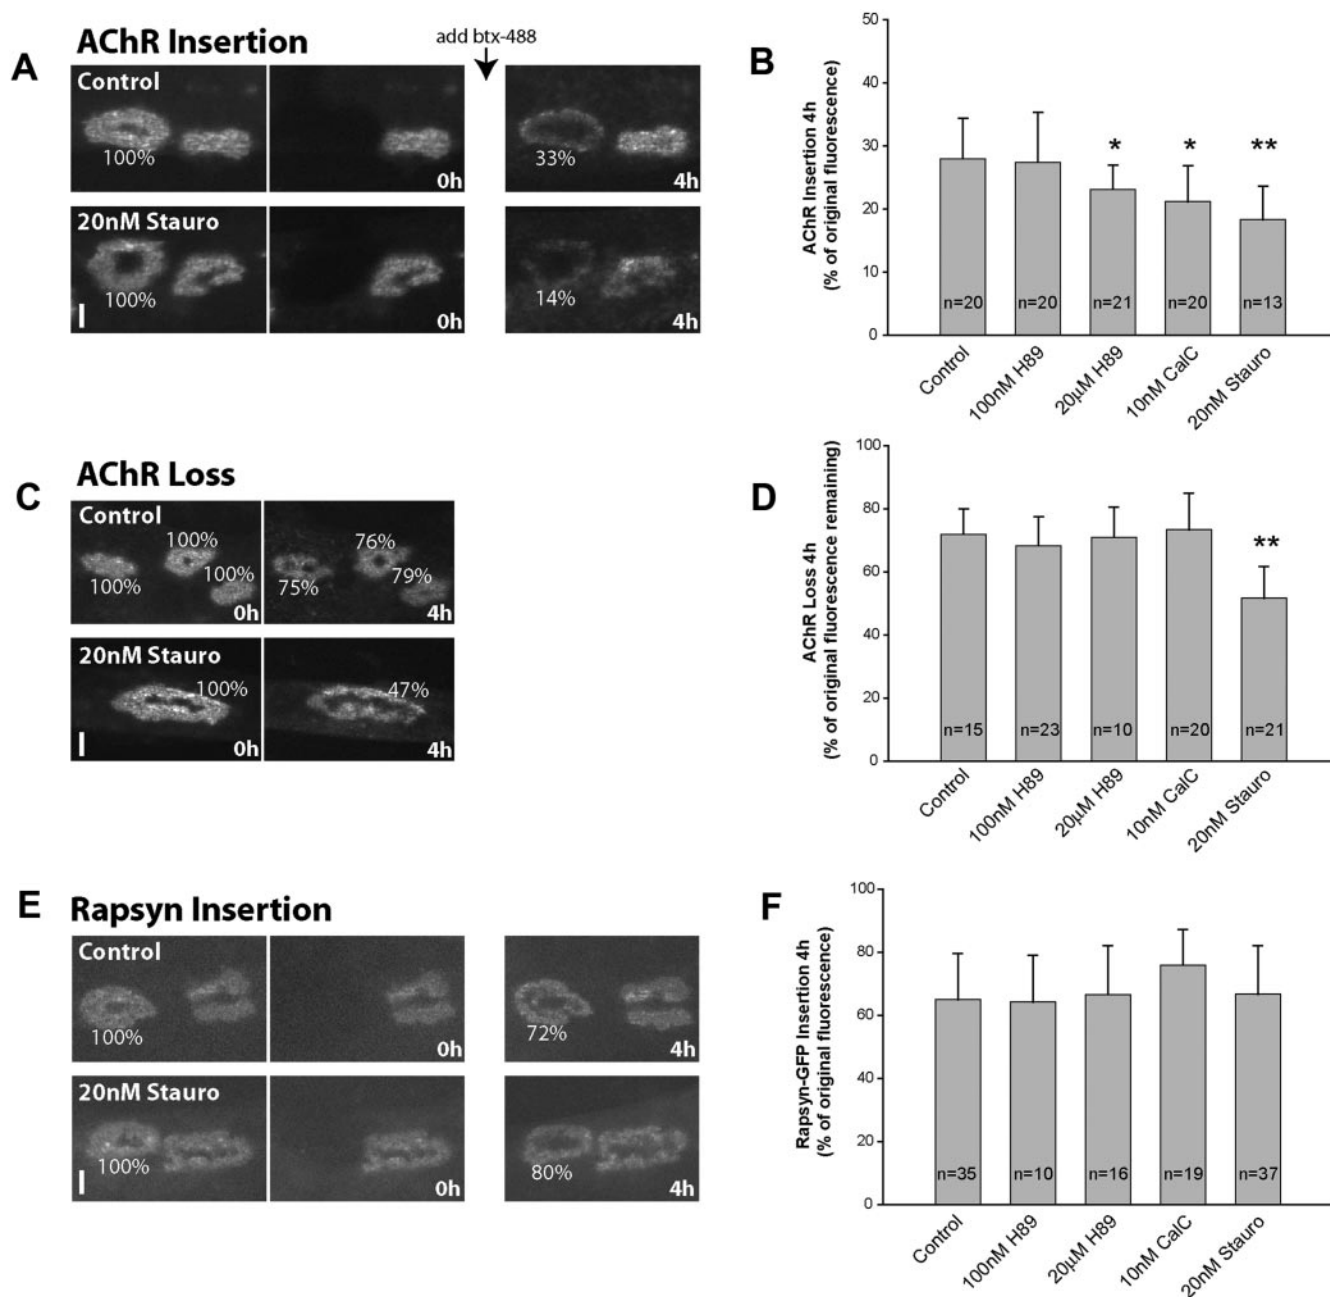 A
AChR Insertion
add btx-488
Control
100%
0h
33%
4h
20nM Stauro
100%
0h
14%
4h
B
AChR Insertion 4h
(% of original fluorescence)
50
40
30
20
10
0
* * **
n=20 n=20 n=21 n=20 n=13
Control 100nM H89 20µM H89 10nM CalC 20nM Stauro
C
AChR Loss
Control
100%
100%
100%
0h
75%
76%
79%
4h
20nM Stauro
100%
0h
47%
4h
D
AChR Loss 4h
(% of original fluorescence remaining)
100
80
60
40
20
0
**
n=15 n=23 n=10 n=20 n=21
Control 100nM H89 20µM H89 10nM CalC 20nM Stauro
E
Rapsyn Insertion
Control
100%
0h
72%
4h
20nM Stauro
100%
0h
80%
4h
F
Rapsyn-GFP Insertion 4h
(% of original fluorescence)
100
80
60
40
20
0
n=35 n=10 n=16 n=19 n=37
Control 100nM H89 20µM H89 10nM CalC 20nM Stauro